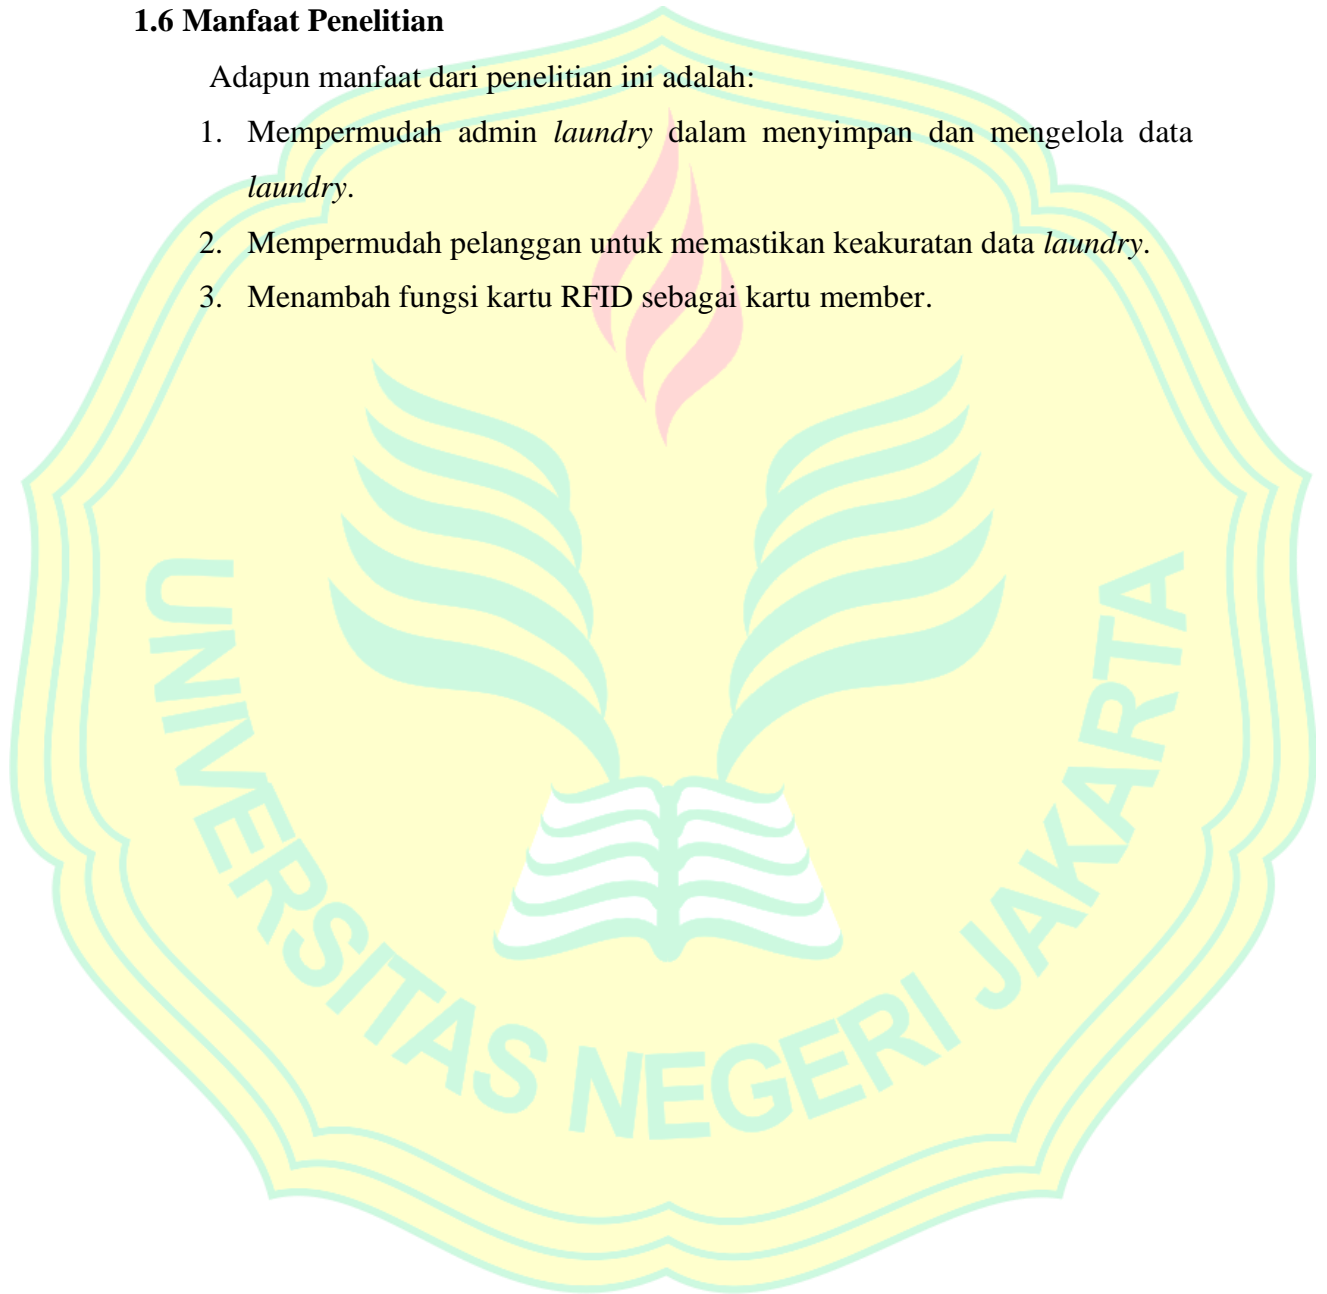 1.6 Manfaat Penelitian
Adapun manfaat dari penelitian ini adalah:
1. Mempermudah admin laundry dalam menyimpan dan mengelola data
laundry.
2. Mempermudah pelanggan untuk memastikan keakuratan data laundry.
3. Menambah fungsi kartu RFID sebagai kartu member.
UNIVERSITAS NEGERI JAKARTA